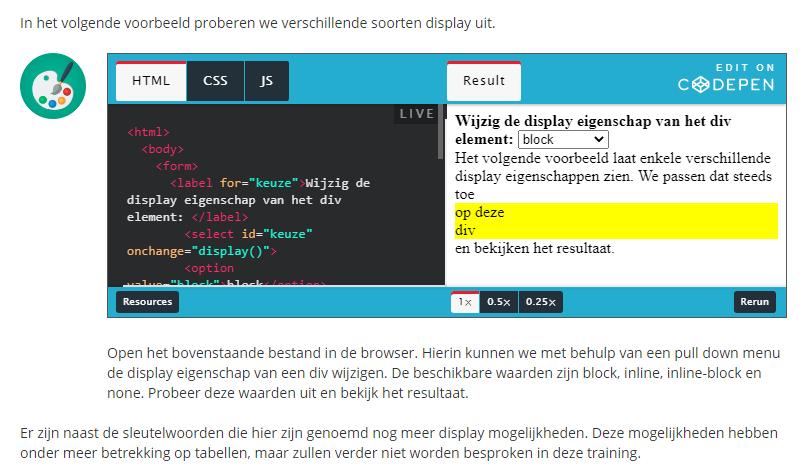 In het volgende voorbeeld proberen we verschillende soorten display uit.
HTML CSS JS Result
EDIT ON
CODEPEN
LIVE
<html>
<body>
<form>
<label for="keuze">Wijzig de
display eigenschap van het div
element: </label>
<select id="keuze"
onchange="display()">
<option
value="block">block</option>
Wijzig de display eigenschap van het div
element: block
Het volgende voorbeeld laat enkele verschillende
display eigenschappen zien. We passen dat steeds
toe
op deze
div
en bekijken het resultaat.
Resources 1x 0.5x 0.25x Rerun
Open het bovenstaande bestand in de browser. Hierin kunnen we met behulp van een pull down menu
de display eigenschap van een div wijzigen. De beschikbare waarden zijn block, inline, inline-block en
none. Probeer deze waarden uit en bekijk het resultaat.
Er zijn naast de sleutelwoorden die hier zijn genoemd nog meer display mogelijkheden. Deze mogelijkheden hebben
onder meer betrekking op tabellen, maar zullen verder niet worden besproken in deze training.